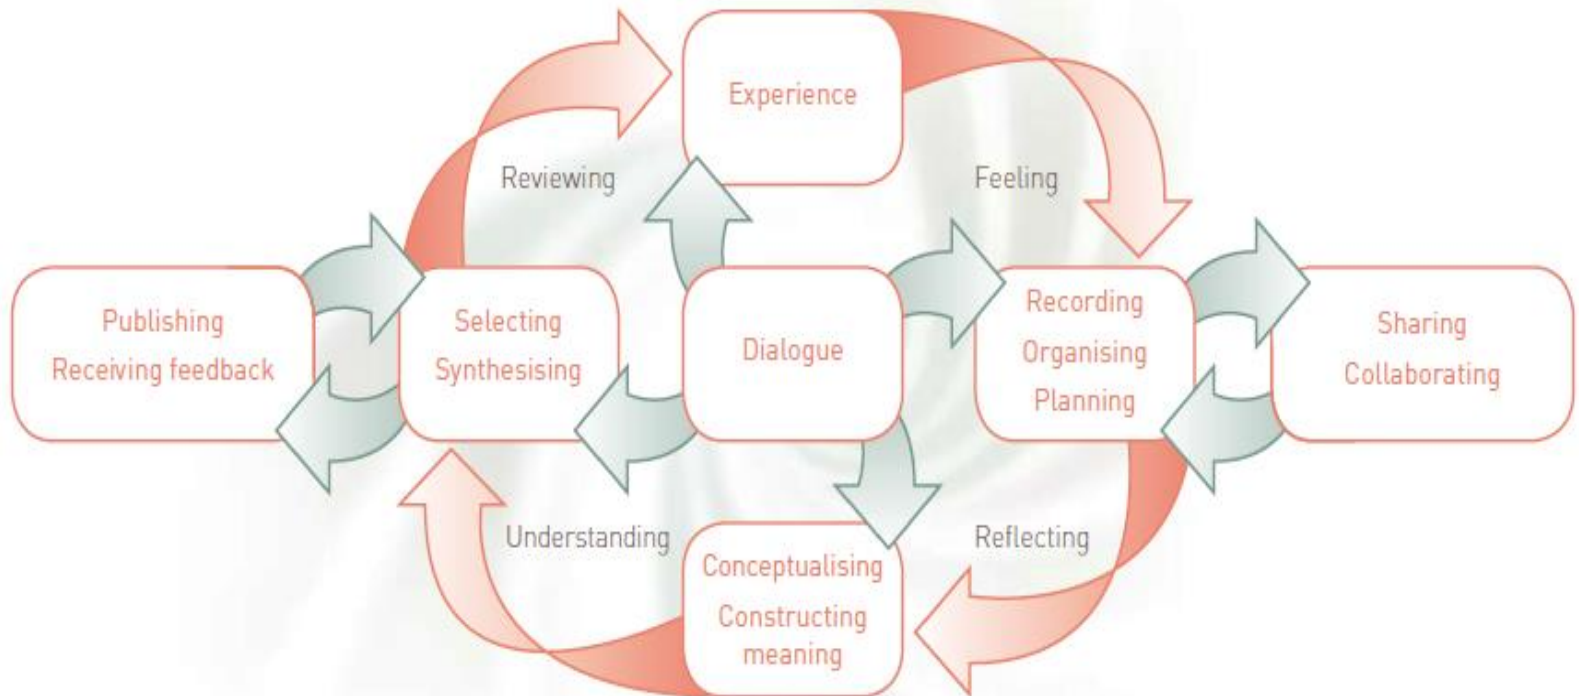 Experience
Reviewing
Feeling
Publishing
Receiving feedback
Selecting
Synthesising
Dialogue
Recording
Organising
Planning
Sharing
Collaborating
Understanding
Reflecting
Conceptualising
Constructing
meaning